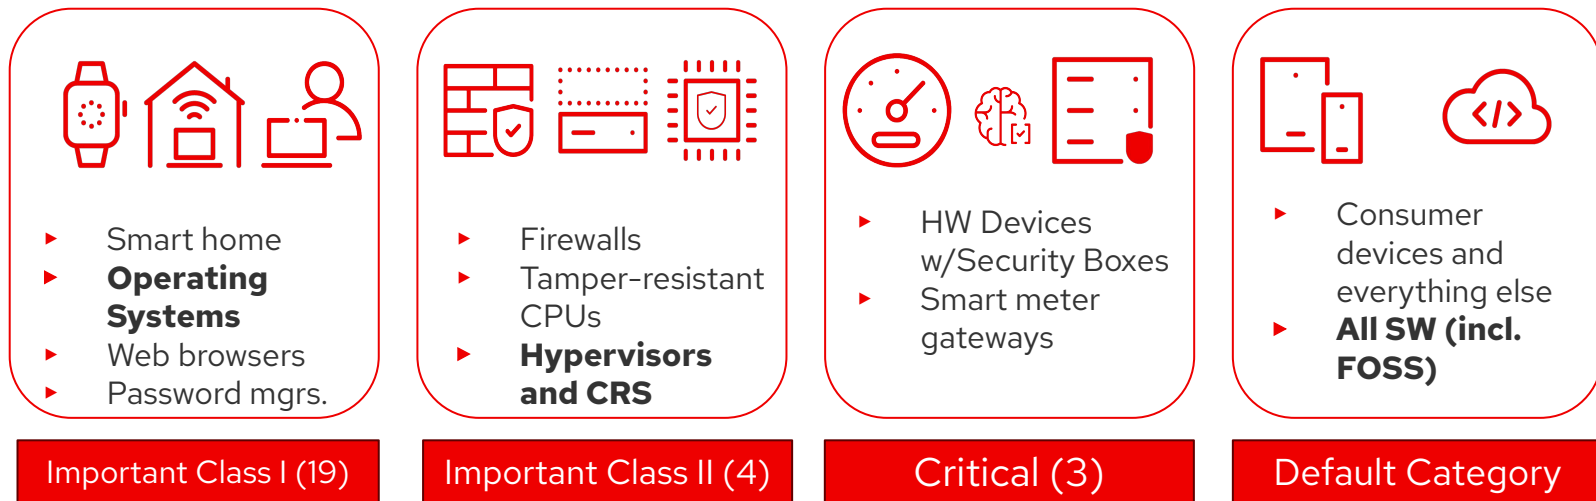 Smart home
Operating
Systems
Web browsers
Password mgrs.
Important Class I (19)
Firewalls
Tamper-resistant
CPUs
Hypervisors
and CRS
Important Class II (4)
HW Devices
w/Security Boxes
Smart meter
gateways
Critical (3)
</>
Consumer
devices and
everything else
All SW (incl.
FOSS)
Default Category